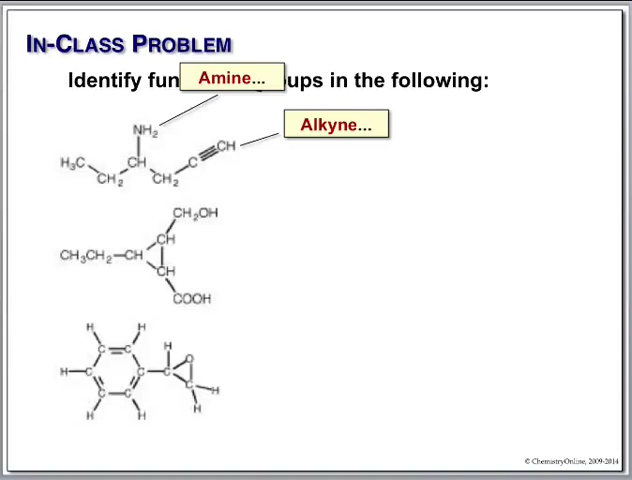 IN-CLASS PROBLEM
Identify fun
Amine...
ups in the following:
Alkyne...
NH2
H3C
CH
CH2
CH2
C
CH
CH2OH
CH
CH3CH2
CH
CH
COOH
H
H
H
C
C
H
O
H
C
C
C
C
C
H
C
C
H
H
H
H
© ChemistryOnline, 2009-2014